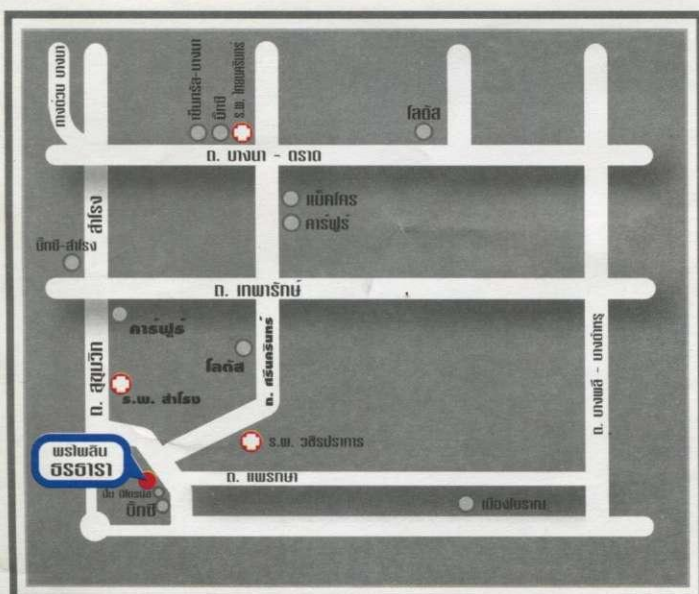 ทางด่วน บางนา
เซ็นทรัล-บางนา
บิ๊กซี
ร.พ. ไทยนครินทร์
โลตัส
ถ. บางนา - ตราด
สำโรง
แม็คโคร
คาร์ฟูร์
บิ๊กซี-สำโรง
ถ. เทพารักษ์
คาร์ฟูร์
โลตัส
ถ. ศรีนครินทร์
ถ. สุขุมวิท
ร.พ. สำโรง
ถ. บางพลี - บางตำหรุ
ร.พ. วชิรปราการ
พรไพลิน
ธรธารา
ถ. แพรกษา
บิ๊กซี
เมืองโบราณ